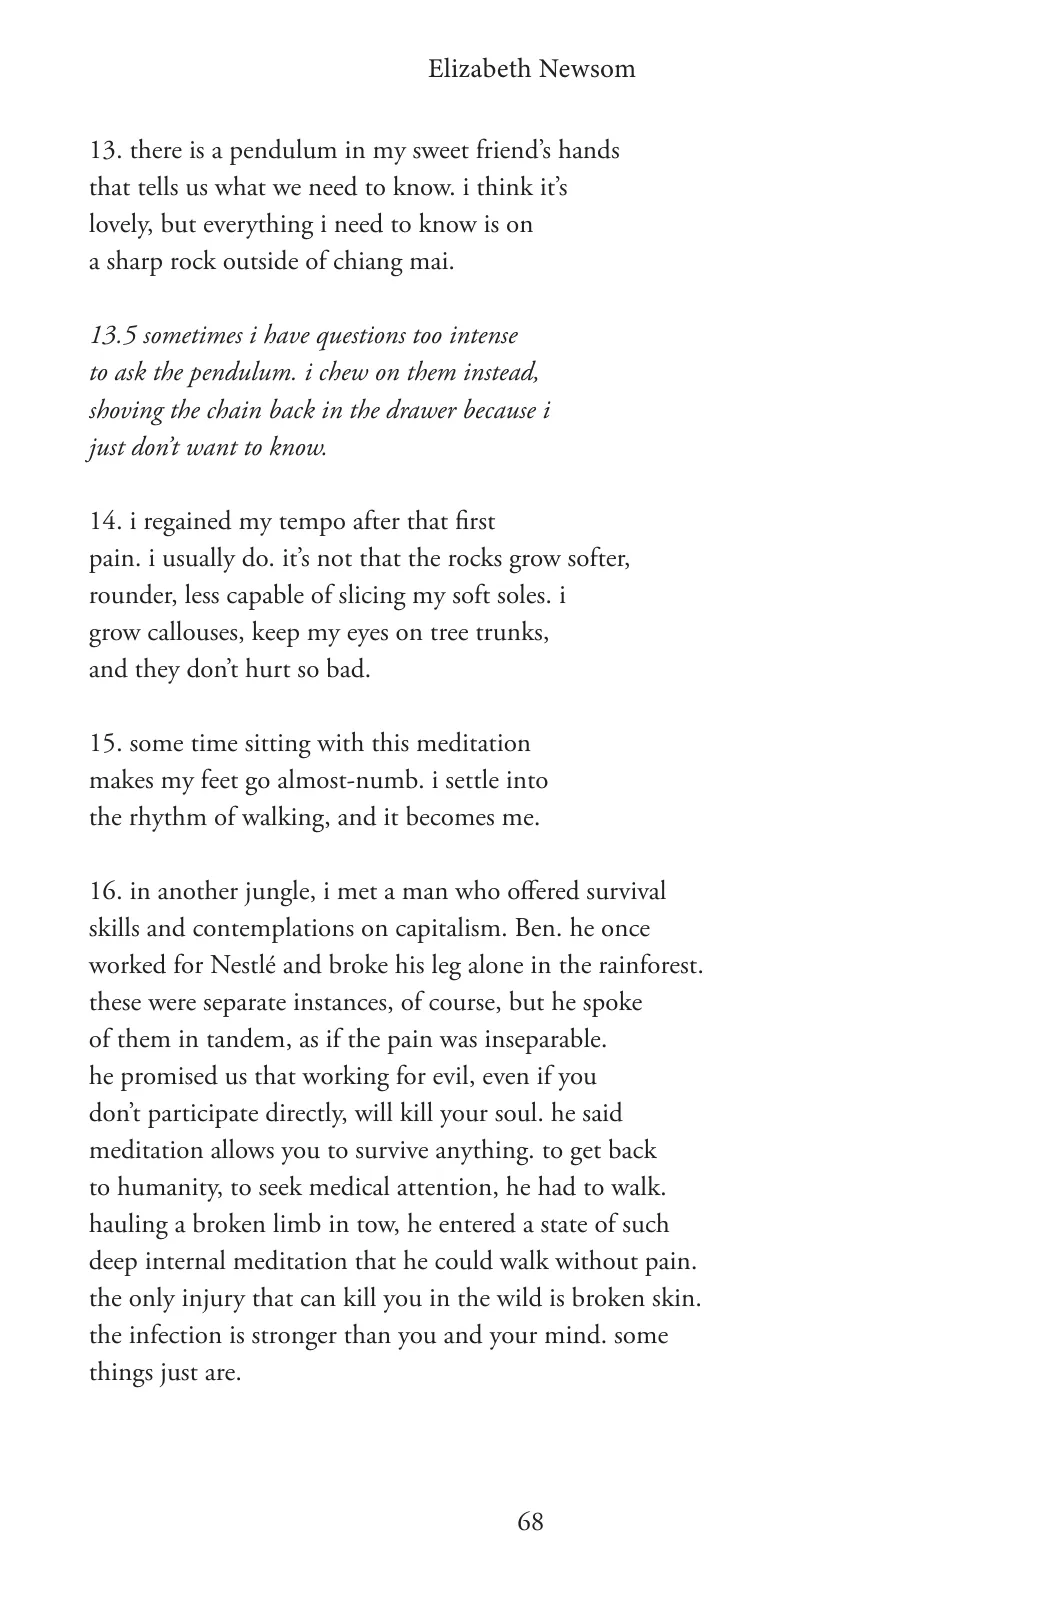 Elizabeth Newsom
13. there is a pendulum in my sweet friend’s hands
that tells us what we need to know. i think it’s
lovely, but everything i need to know is on
a sharp rock outside of chiang mai.
13.5 sometimes i have questions too intense
to ask the pendulum. i chew on them instead,
shoving the chain back in the drawer because i
just don’t want to know.
14. i regained my tempo after that first
pain. i usually do. it’s not that the rocks grow softer,
rounder, less capable of slicing my soft soles. i
grow callouses, keep my eyes on tree trunks,
and they don’t hurt so bad.
15. some time sitting with this meditation
makes my feet go almost-numb. i settle into
the rhythm of walking, and it becomes me.
16. in another jungle, i met a man who offered survival
skills and contemplations on capitalism. Ben. he once
worked for Nestlé and broke his leg alone in the rainforest.
these were separate instances, of course, but he spoke
of them in tandem, as if the pain was inseparable.
he promised us that working for evil, even if you
don’t participate directly, will kill your soul. he said
meditation allows you to survive anything. to get back
to humanity, to seek medical attention, he had to walk.
hauling a broken limb in tow, he entered a state of such
deep internal meditation that he could walk without pain.
the only injury that can kill you in the wild is broken skin.
the infection is stronger than you and your mind. some
things just are.
68